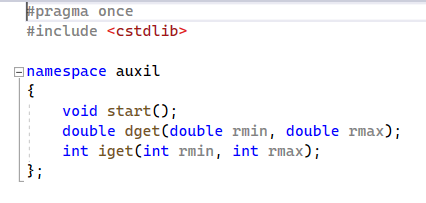 #pragma once
#include <cstdlib>
namespace auxil
{
void start();
double dget(double rmin, double rmax);
int iget(int rmin, int rmax);
};